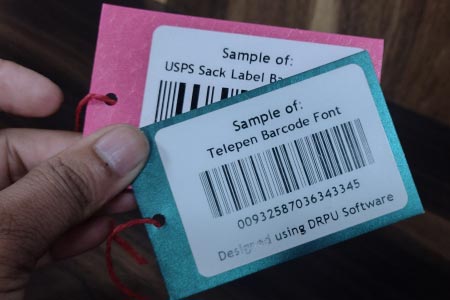 Sample of:
USPS Sack Label
Sample of:
Telepen Barcode Font
00932587036343345
Designed using DRPU Software